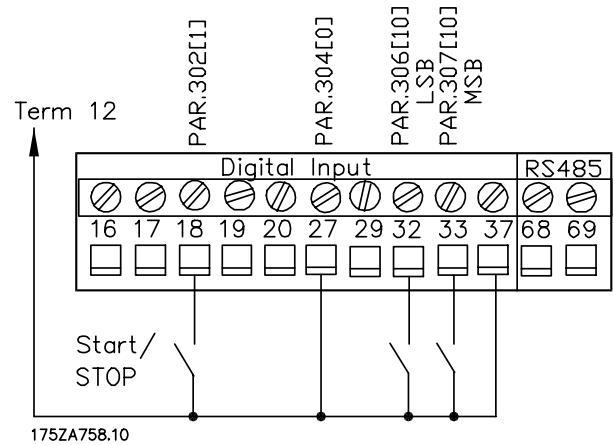 PAR.302[1]
PAR.304[0]
PAR.306[10]
LSB
PAR.307[10]
MSB
Term 12
Digital Input
RS485
16 17 18 19 20 27 29 32 33 37 68 69
Start/
STOP
175ZA758.10